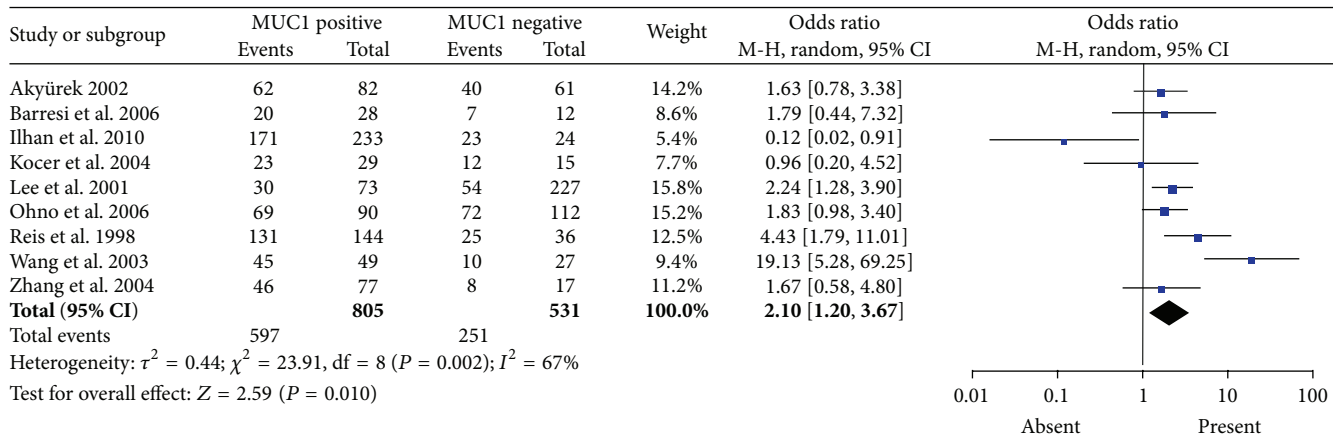 Study or subgroup MUC1 positive MUC1 negative Weight Odds ratio Odds ratio
Events Total Events Total M-H, random, 95% CI M-H, random, 95% CI
Akyürek 2002 62 82 40 61 14.2% 1.63 [0.78, 3.38]
Barresi et al. 2006 20 28 7 12 8.6% 1.79 [0.44, 7.32]
Ilhan et al. 2010 171 233 23 24 5.4% 0.12 [0.02, 0.91]
Kocer et al. 2004 23 29 12 15 7.7% 0.96 [0.20, 4.52]
Lee et al. 2001 30 73 54 227 15.8% 2.24 [1.28, 3.90]
Ohno et al. 2006 69 90 72 112 15.2% 1.83 [0.98, 3.40]
Reis et al. 1998 131 144 25 36 12.5% 4.43 [1.79, 11.01]
Wang et al. 2003 45 49 10 27 9.4% 19.13 [5.28, 69.25]
Zhang et al. 2004 46 77 8 17 11.2% 1.67 [0.58, 4.80]
Total (95% CI) 805 531 100.0% 2.10 [1.20, 3.67]
Total events 597 251
Heterogeneity: τ² = 0.44; χ² = 23.91, df = 8 (P = 0.002); I² = 67%
Test for overall effect: Z = 2.59 (P = 0.010)
0.01 0.1 1 10 100
Absent Present